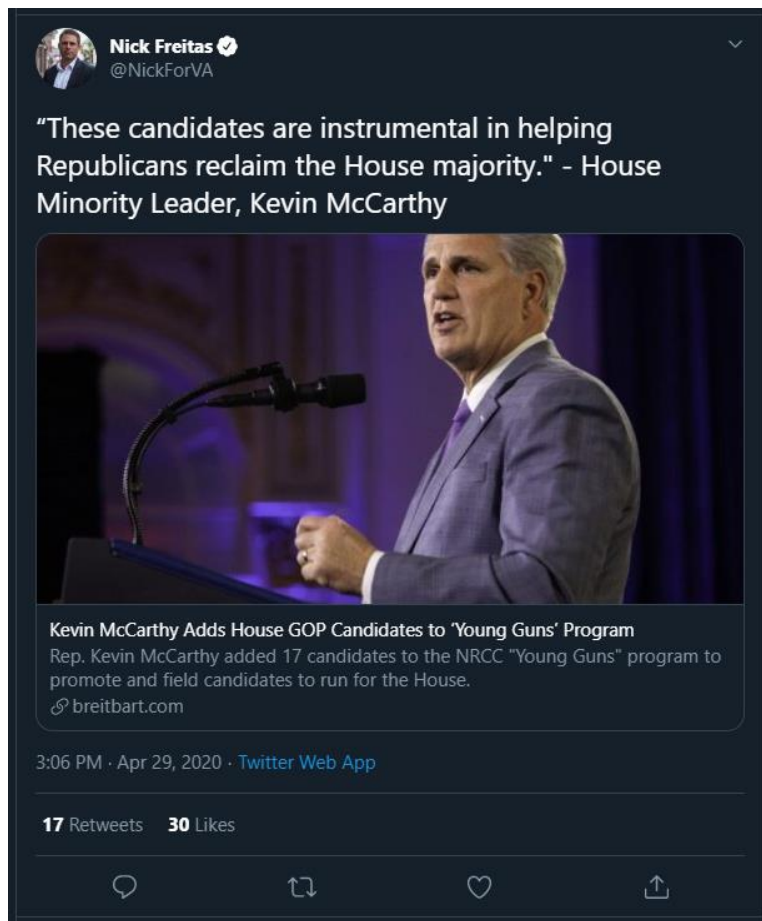 Nick Freitas
@NickForVA
“These candidates are instrumental in helping
Republicans reclaim the House majority." - House
Minority Leader, Kevin McCarthy
Kevin McCarthy Adds House GOP Candidates to ‘Young Guns’ Program
Rep. Kevin McCarthy added 17 candidates to the NRCC "Young Guns" program to
promote and field candidates to run for the House.
breitbart.com
3:06 PM · Apr 29, 2020 · Twitter Web App
17 Retweets 30 Likes